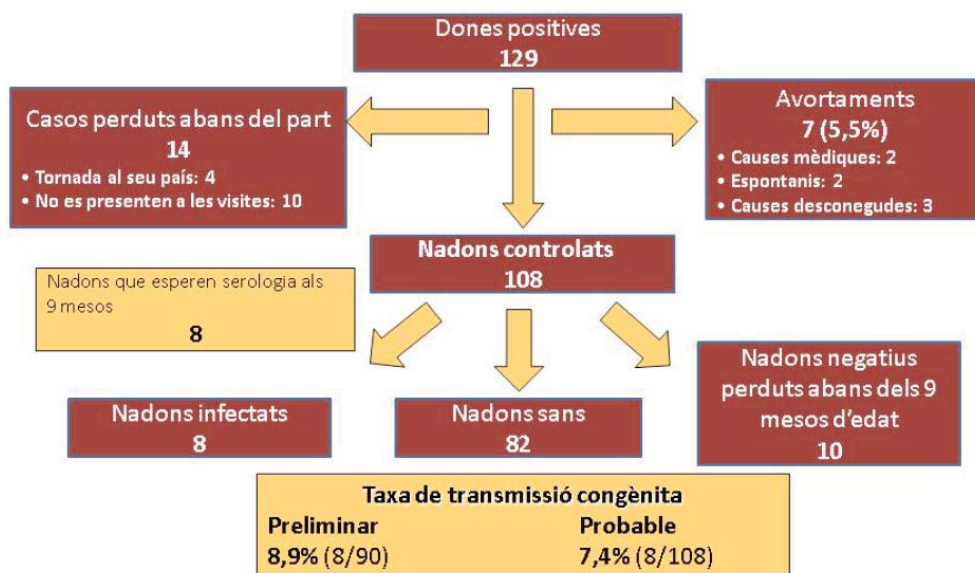 Dones positives
129
Casos perduts abans del part
14
• Tornada al seu país: 4
• No es presenten a les visites: 10
Avortaments
7 (5,5%)
• Causes mèdiques: 2
• Espontanis: 2
• Causes desconegudes: 3
Nadons controlats
108
Nadons que esperen serologia als
9 mesos
8
Nadons infectats
8
Nadons sans
82
Nadons negatius
perduts abans dels 9
mesos d'edat
10
Taxa de transmissió congènita
Preliminar Probable
8,9% (8/90) 7,4% (8/108)